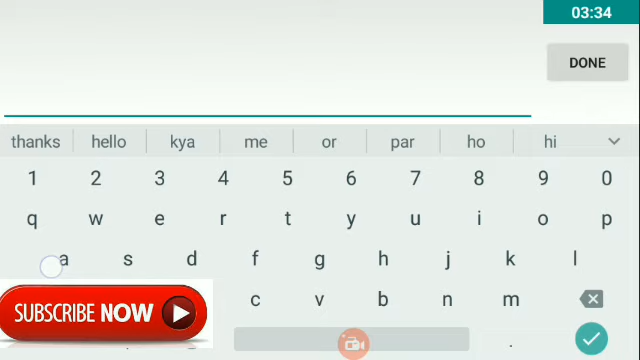 03:34
DONE
thanks hello kya me or par ho hi
1 2 3 4 5 6 7 8 9 0
q w e r t y u i o p
a s d f g h j k l
SUBSCRIBE NOW c v b n m
.